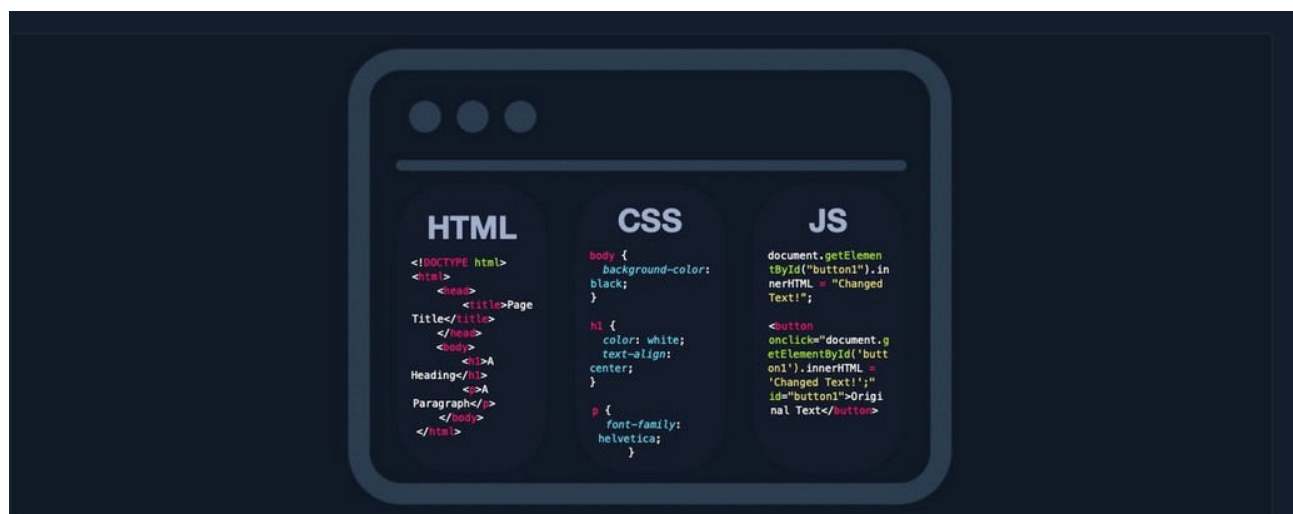 HTML
<!DOCTYPE html>
<html>
<head>
<title>Page
Title</title>
</head>
<body>
<h1>A
Heading</h1>
<p>A
Paragraph</p>
</body>
</html>
CSS
body {
background-color:
black;
}
h1 {
color: white;
text-align:
center;
}
p {
font-family:
helvetica;
}
JS
document.getElemen
tById("button1").in
nerHTML = "Changed
Text!";
<button
onclick="document.g
etElementById('butt
on1').innerHTML =
'Changed Text!';"
id="button1">Origi
nal Text</button>